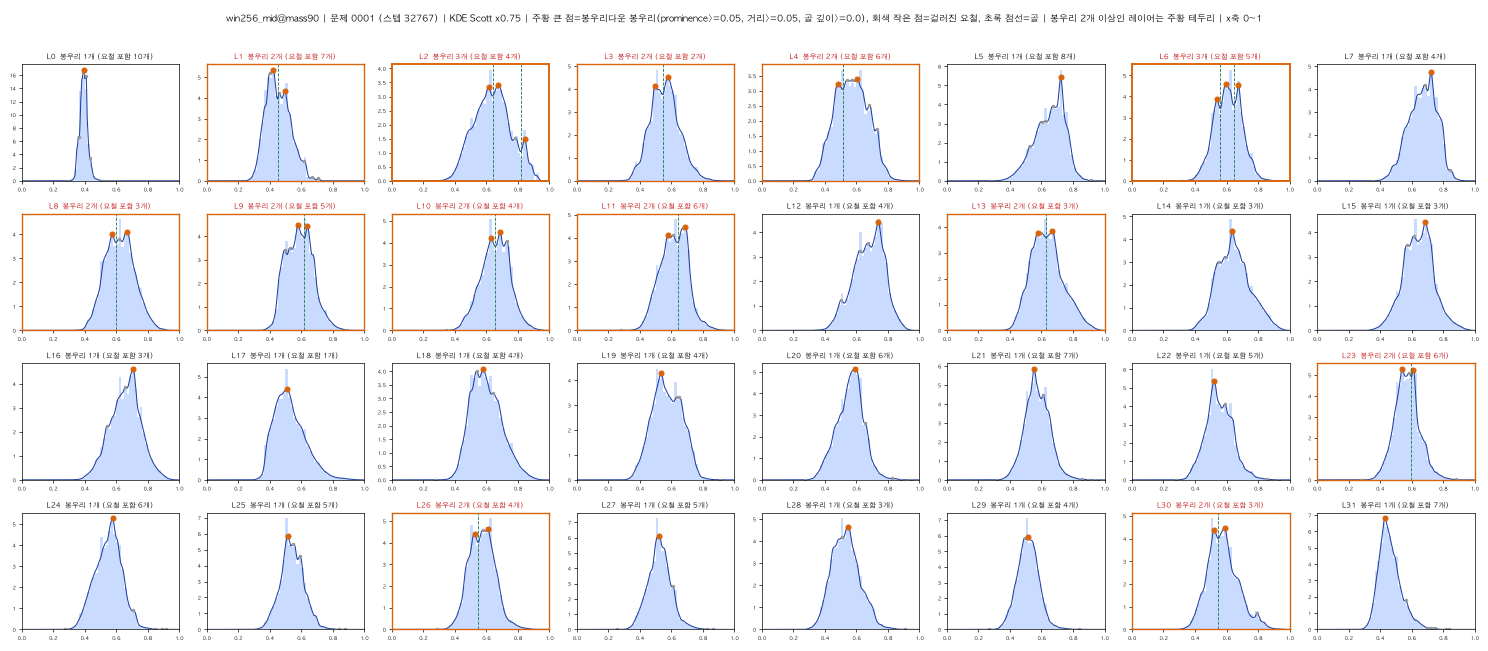 win256_mid@mass90 | 문제 0001 (스텝 32767) | KDE Scott x0.75 | 주황 큰 점=봉우리다운 봉우리(prominence>=0.05, 거리>=0.05, 골 깊이>=0.0), 회색 작은 점=걸러진 요철, 초록 점선=골 | 봉우리 2개 이상인 레이어는 주황 테두리 | x축 0~1
L0 봉우리 1개 (요철 포함 10개)
L1 봉우리 2개 (요철 포함 7개)
L2 봉우리 3개 (요철 포함 4개)
L3 봉우리 2개 (요철 포함 2개)
L4 봉우리 2개 (요철 포함 6개)
L5 봉우리 1개 (요철 포함 8개)
L6 봉우리 3개 (요철 포함 5개)
L7 봉우리 1개 (요철 포함 4개)
L8 봉우리 2개 (요철 포함 3개)
L9 봉우리 2개 (요철 포함 5개)
L10 봉우리 2개 (요철 포함 4개)
L11 봉우리 2개 (요철 포함 6개)
L12 봉우리 1개 (요철 포함 4개)
L13 봉우리 2개 (요철 포함 3개)
L14 봉우리 1개 (요철 포함 3개)
L15 봉우리 1개 (요철 포함 3개)
L16 봉우리 1개 (요철 포함 3개)
L17 봉우리 1개 (요철 포함 1개)
L18 봉우리 1개 (요철 포함 4개)
L19 봉우리 1개 (요철 포함 4개)
L20 봉우리 1개 (요철 포함 6개)
L21 봉우리 1개 (요철 포함 7개)
L22 봉우리 1개 (요철 포함 5개)
L23 봉우리 2개 (요철 포함 6개)
L24 봉우리 1개 (요철 포함 6개)
L25 봉우리 1개 (요철 포함 5개)
L26 봉우리 2개 (요철 포함 4개)
L27 봉우리 1개 (요철 포함 5개)
L28 봉우리 1개 (요철 포함 3개)
L29 봉우리 1개 (요철 포함 4개)
L30 봉우리 2개 (요철 포함 3개)
L31 봉우리 1개 (요철 포함 7개)